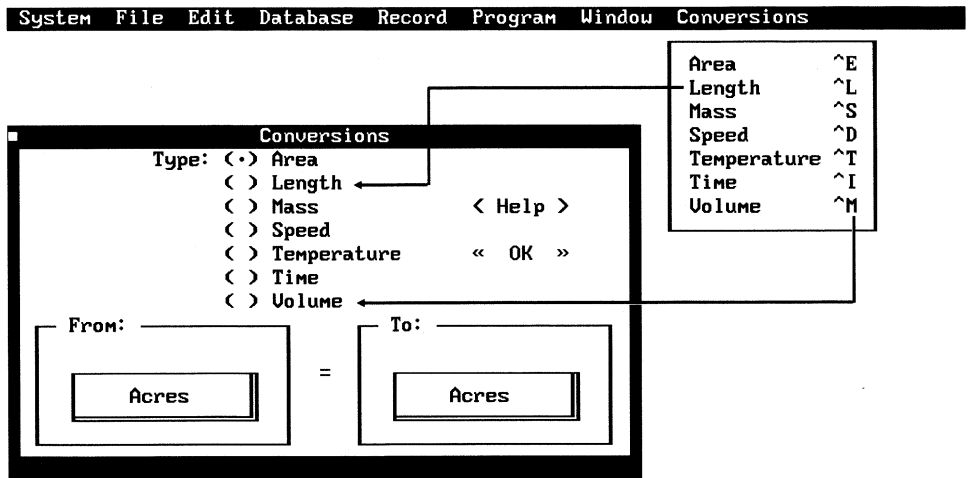 System File Edit Database Record Program Window Conversions
Area ^E
Length ^L
Mass ^S
Speed ^D
Temperature ^T
Time ^I
Volume ^M
Conversions
Type: (·) Area
( ) Length
( ) Mass < Help >
( ) Speed
( ) Temperature « OK »
( ) Time
( ) Volume
From: To:
Acres = Acres